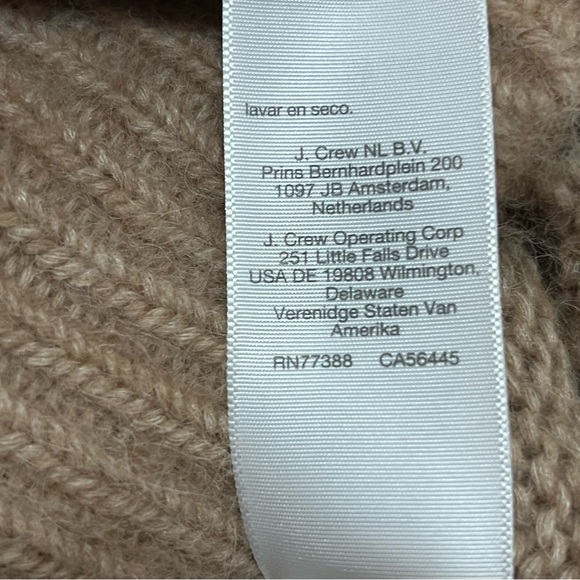 lavar en seco.
J. Crew NL B.V.
Prins Bernhardplein 200
1097 JB Amsterdam,
Netherlands
J. Crew Operating Corp
251 Little Falls Drive
USA DE 19808 Wilmington,
Delaware
Verenidge Staten Van
Amerika
RN77388 CA56445